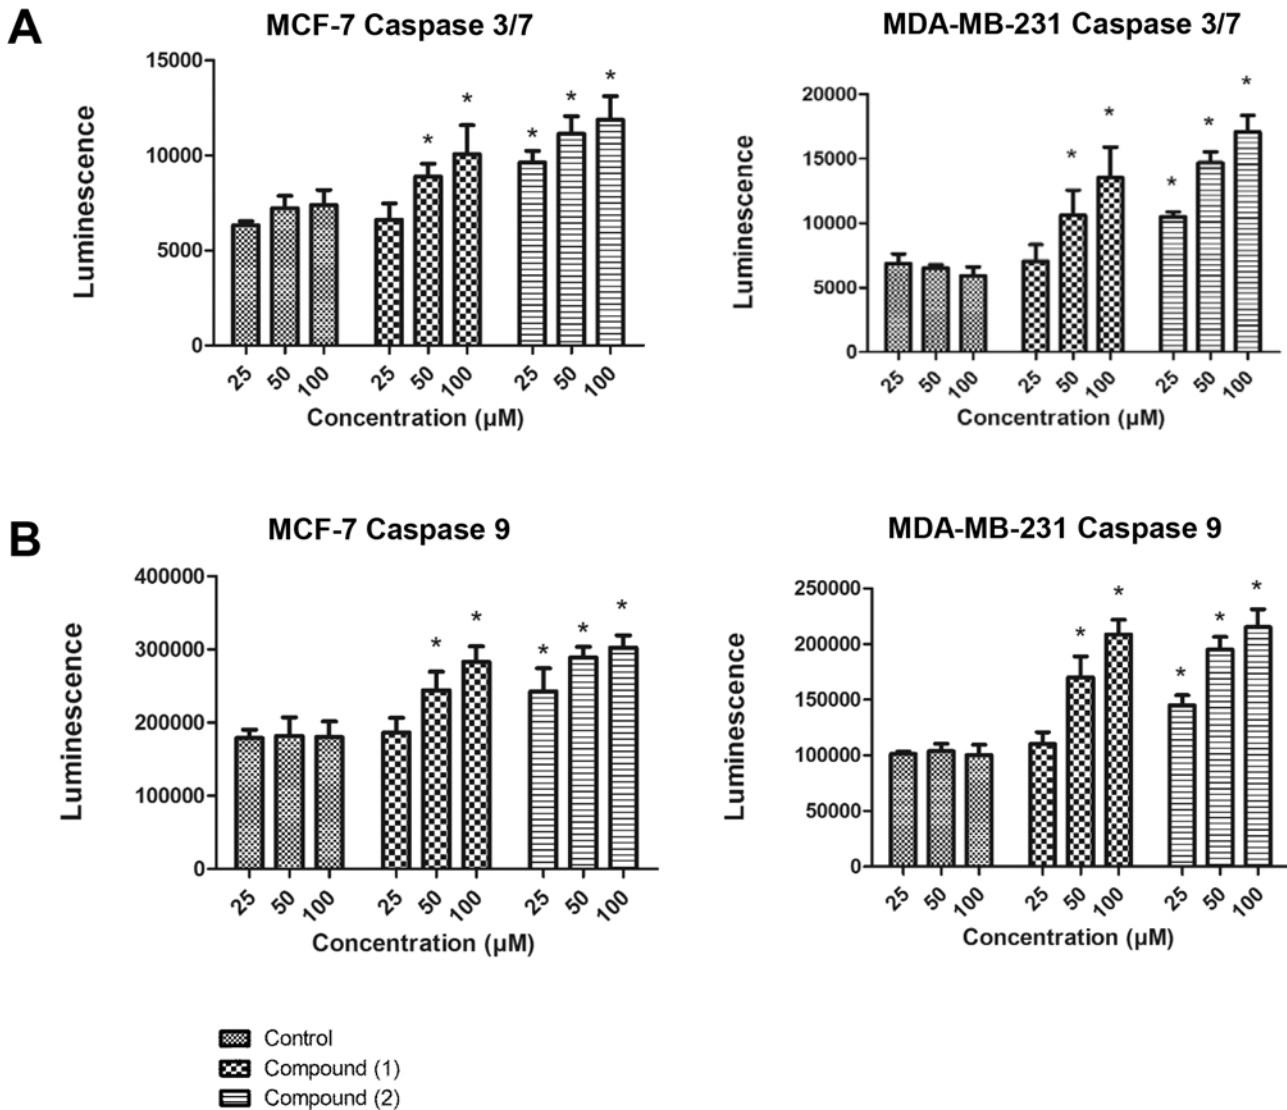 A
MCF-7 Caspase 3/7
Luminescence
15000
10000
5000
0
* * * * *
25 50 100 25 50 100 25 50 100
Concentration (µM)
MDA-MB-231 Caspase 3/7
Luminescence
20000
15000
10000
5000
0
* * * * *
25 50 100 25 50 100 25 50 100
Concentration (µM)
B
MCF-7 Caspase 9
Luminescence
400000
300000
200000
100000
0
* * * * *
25 50 100 25 50 100 25 50 100
Concentration (µM)
MDA-MB-231 Caspase 9
Luminescence
250000
200000
150000
100000
50000
0
* * * * *
25 50 100 25 50 100 25 50 100
Concentration (µM)
Control
Compound (1)
Compound (2)